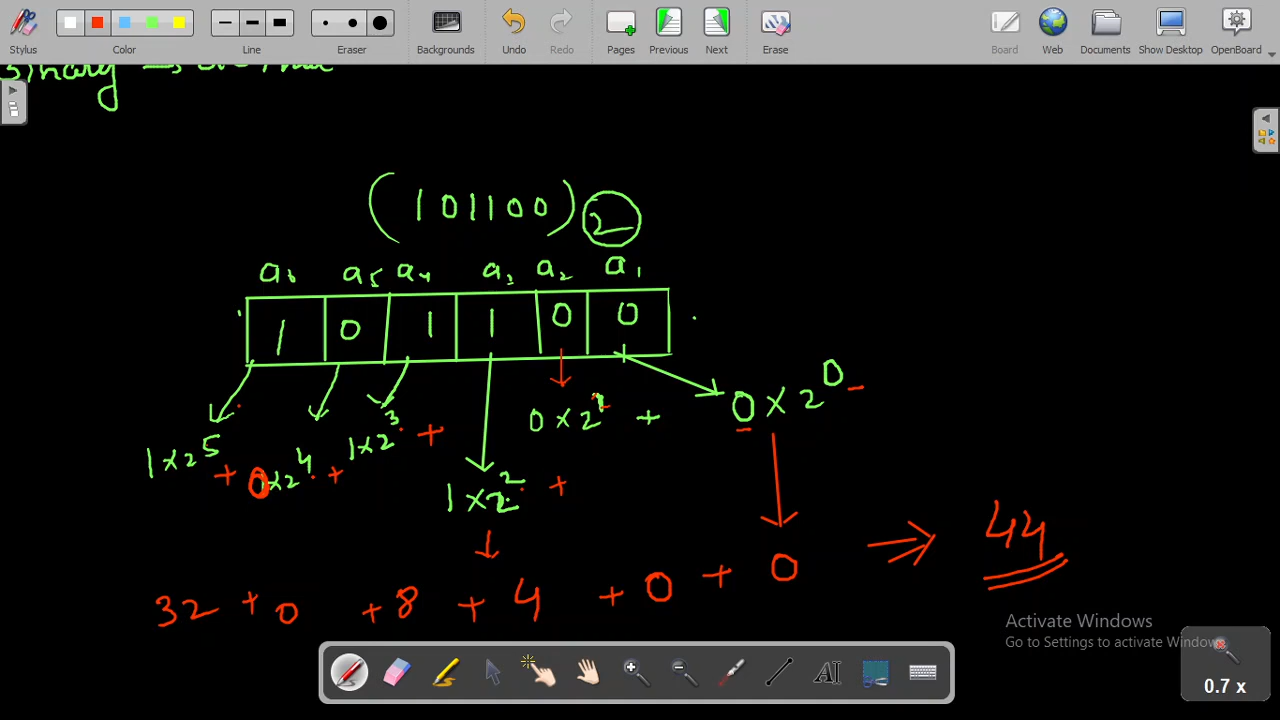 Stylus Color Line Eraser Backgrounds Undo Redo Pages Previous Next Erase Board Web Documents Show Desktop OpenBoard
(101100)2
a6 a5 a4 a3 a2 a1
1 0 1 1 0 0
0×2^0
0×2^1 +
1×2^5 + 0×2^4 + 1×2^3 +
1×2^2 +
32 + 0 + 8 + 4 + 0 + 0 ⇒ 44
Activate Windows
Go to Settings to activate Windows
AI
0.7 x